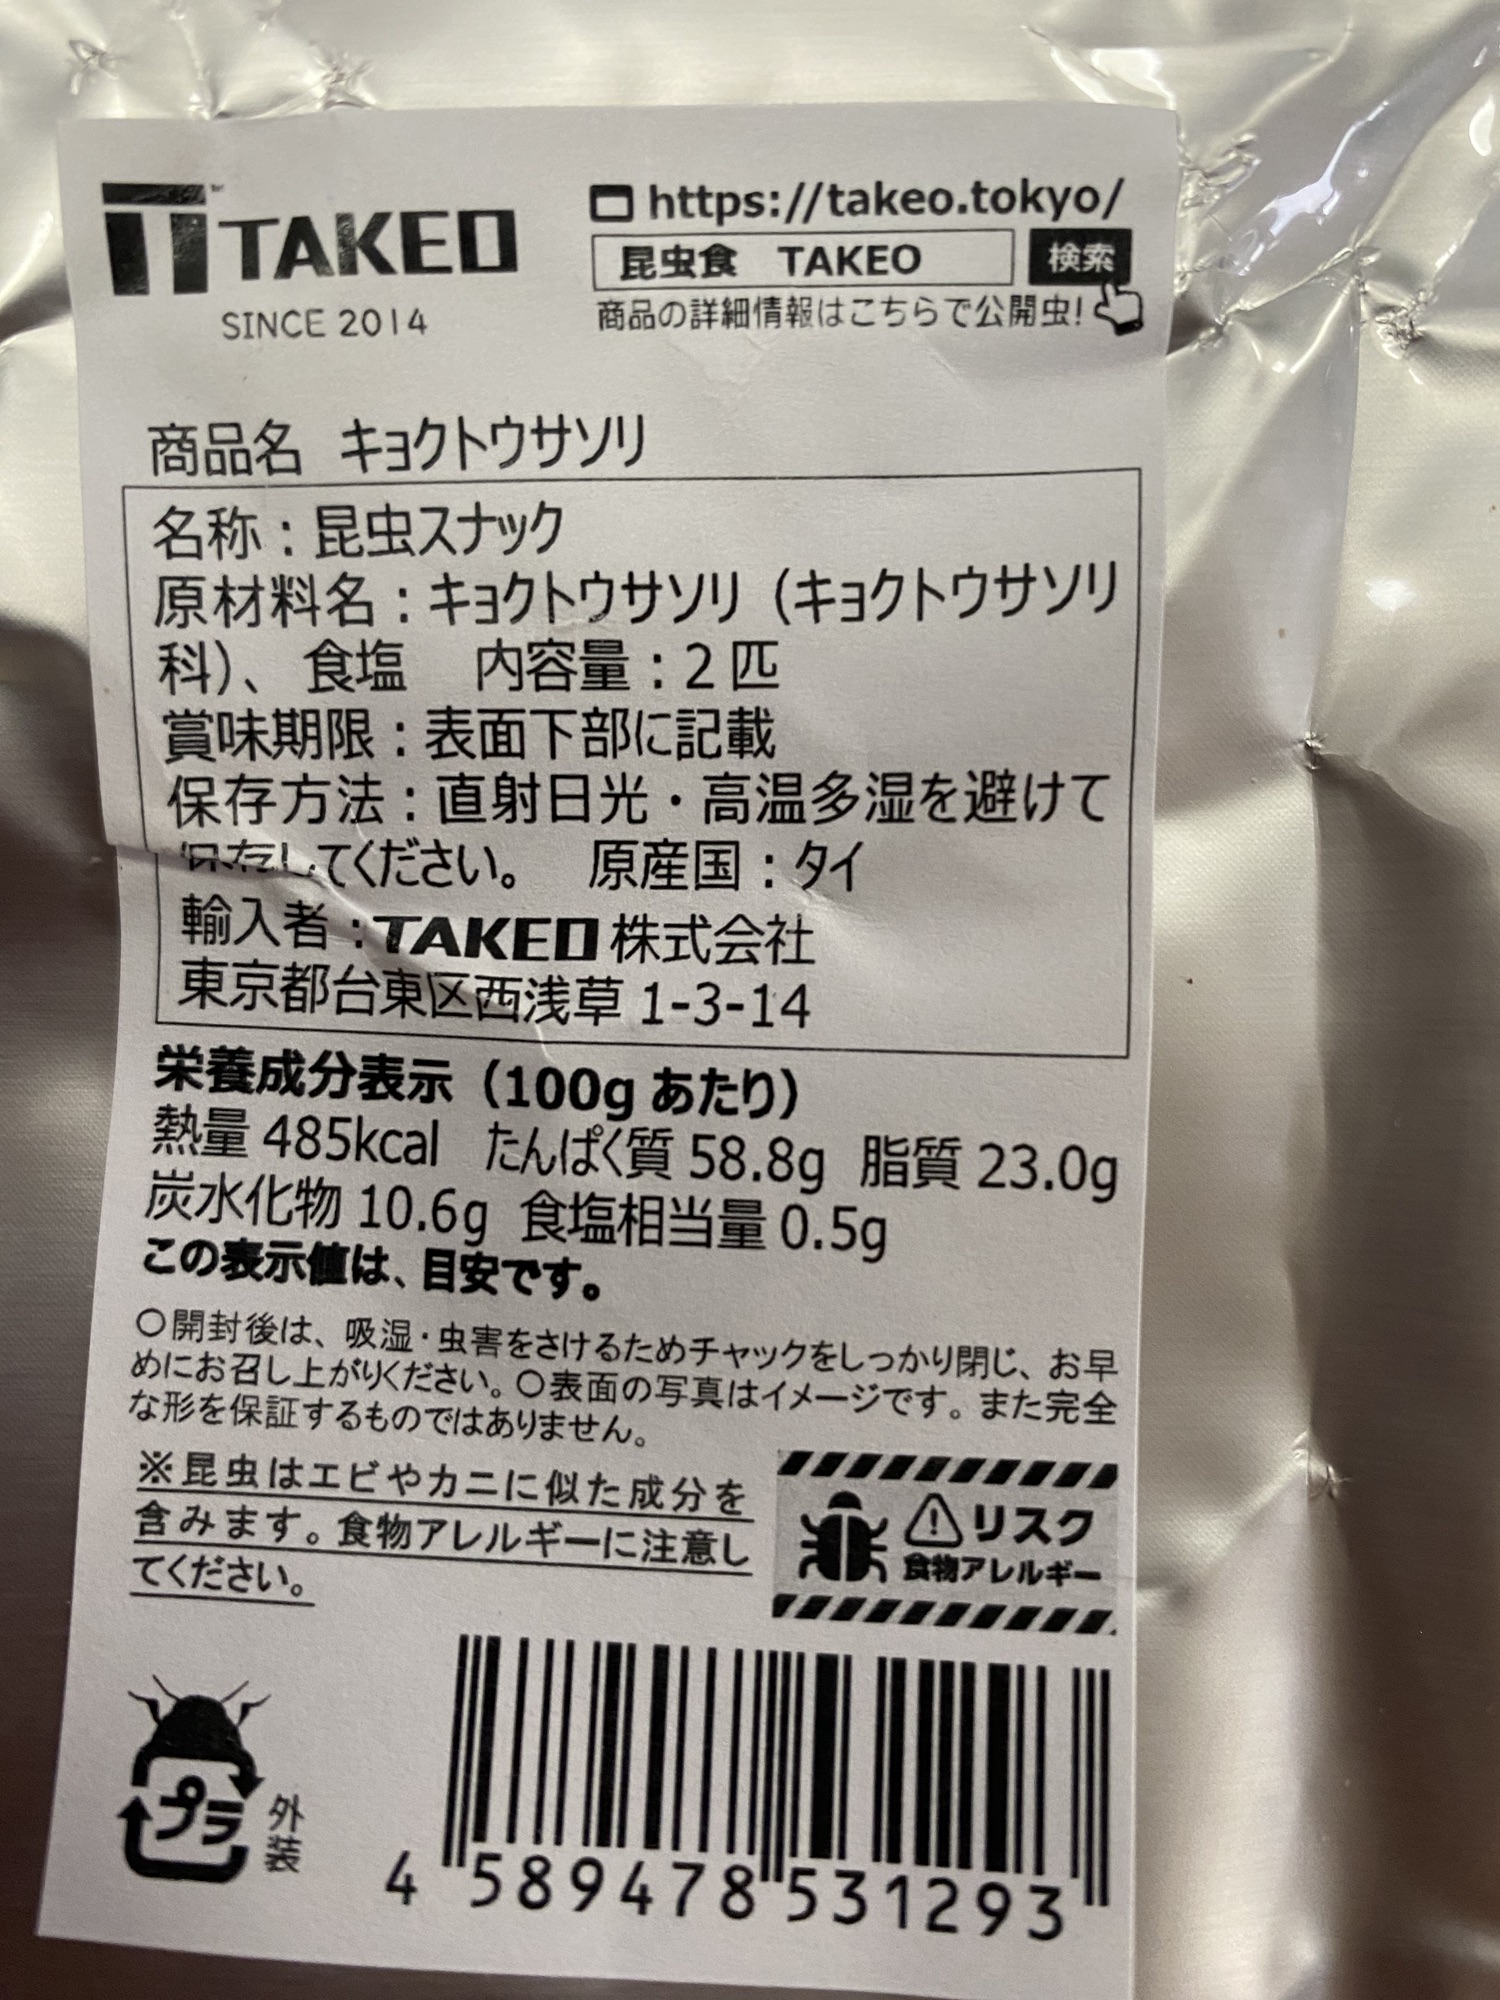 TAKEO
SINCE 2014
https://takeo.tokyo/
昆虫食 TAKEO 検索
商品の詳細情報はこちらで公開虫!
商品名 キョクトウサソリ
名称：昆虫スナック
原材料名：キョクトウサソリ（キョクトウサソリ
科）、食塩 内容量：2 匹
賞味期限：表面下部に記載
保存方法：直射日光・高温多湿を避けて
保存してください。 原産国：タイ
輸入者：TAKEO 株式会社
東京都台東区西浅草 1-3-14
栄養成分表示（100g あたり）
熱量 485kcal たんぱく質 58.8g 脂質 23.0g
炭水化物 10.6g 食塩相当量 0.5g
この表示値は、目安です。
○開封後は、吸湿・虫害をさけるためチャックをしっかり閉じ、お早
めにお召し上がりください。○表面の写真はイメージです。また完全
な形を保証するものではありません。
※昆虫はエビやカニに似た成分を
含みます。食物アレルギーに注意し
てください。
リスク
食物アレルギー
プラ
外装
4 589478 531293